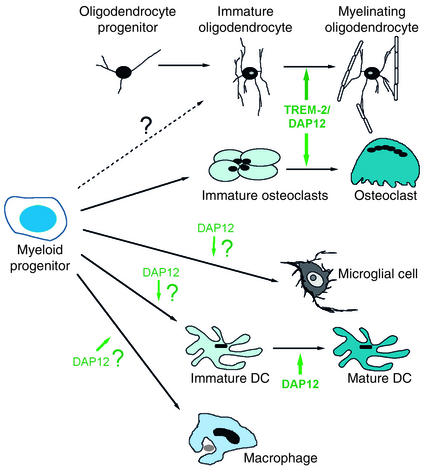 Oligodendrocyte
progenitor
Immature
oligodendrocyte
Myelinating
oligodendrocyte
?
TREM-2/
DAP12
Immature osteoclasts
Osteoclast
Myeloid
progenitor
DAP12
?
Microglial cell
DAP12
?
DAP12?
Immature DC
DAP12
Mature DC
Macrophage